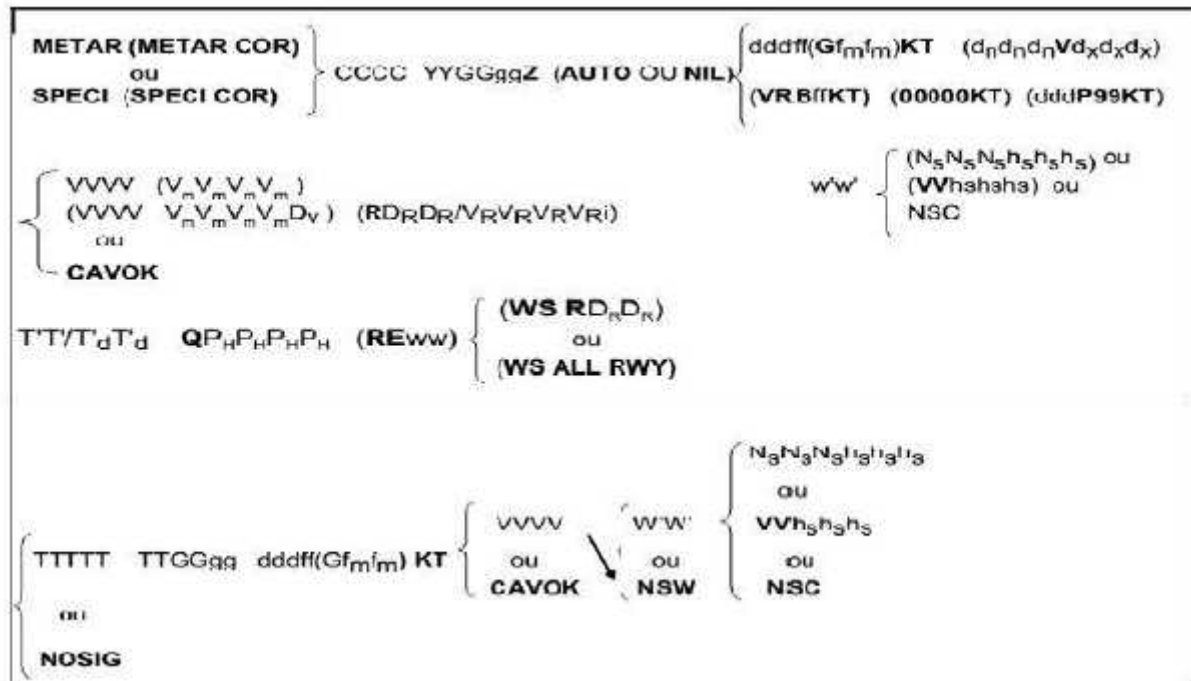 METAR (METAR COR)
ou
SPECI (SPECI COR)
CCCC YYGGggZ (AUTO OU NIL)
dddff(Gfmfm)KT (dndndnVdxdxdx)
(VRBffKT) (00000KT) (dddP99KT)
VVVV (VmVmVmVm)
(VVVV VmVmVmVmDv) (RDRDR/VRVRVRVRi)
ou
CAVOK
w'w'
(NsNsNshshshs) ou
(VVhshshs) ou
NSC
T'T'/T'dT'd QPHPHPHPH (REww)
(WS RDRDR)
ou
(WS ALL RWY)
TTTTT TTGGgg dddff(Gfmfm) KT
ou
NOSIG
VVVV
ou
CAVOK
W'W'
ou
NSW
NsNsNshshshs
ou
VVhshshs
ou
NSC